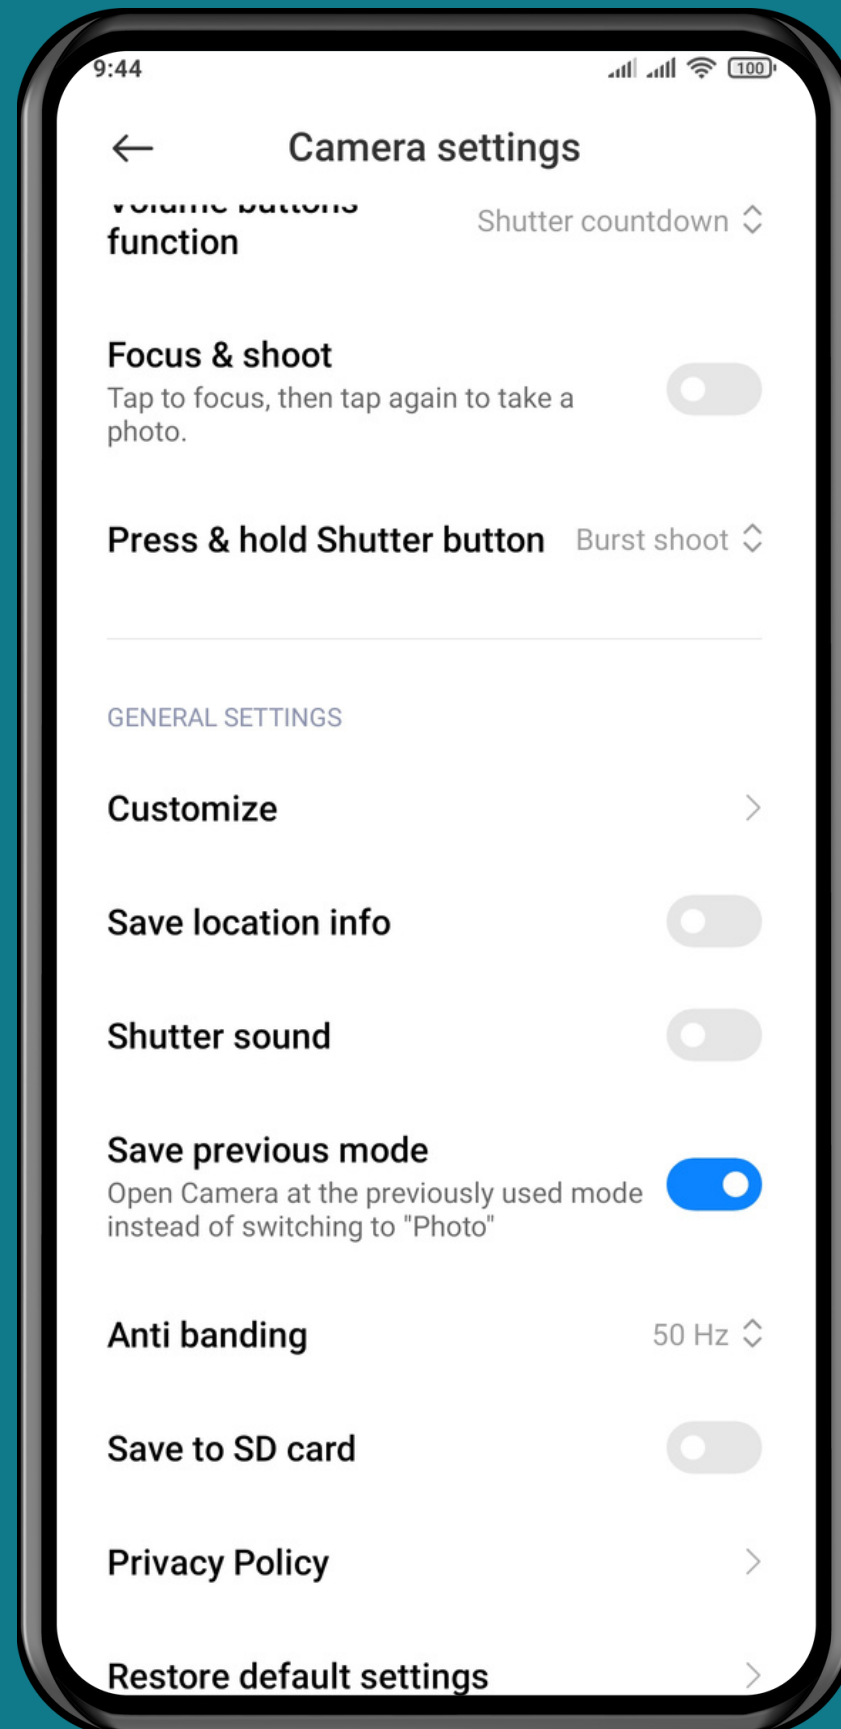 9:44
100
Camera settings
Volume buttons
function
Shutter countdown
Focus & shoot
Tap to focus, then tap again to take a
photo.
Press & hold Shutter button
Burst shoot
GENERAL SETTINGS
Customize
Save location info
Shutter sound
Save previous mode
Open Camera at the previously used mode
instead of switching to "Photo"
Anti banding
50 Hz
Save to SD card
Privacy Policy
Restore default settings